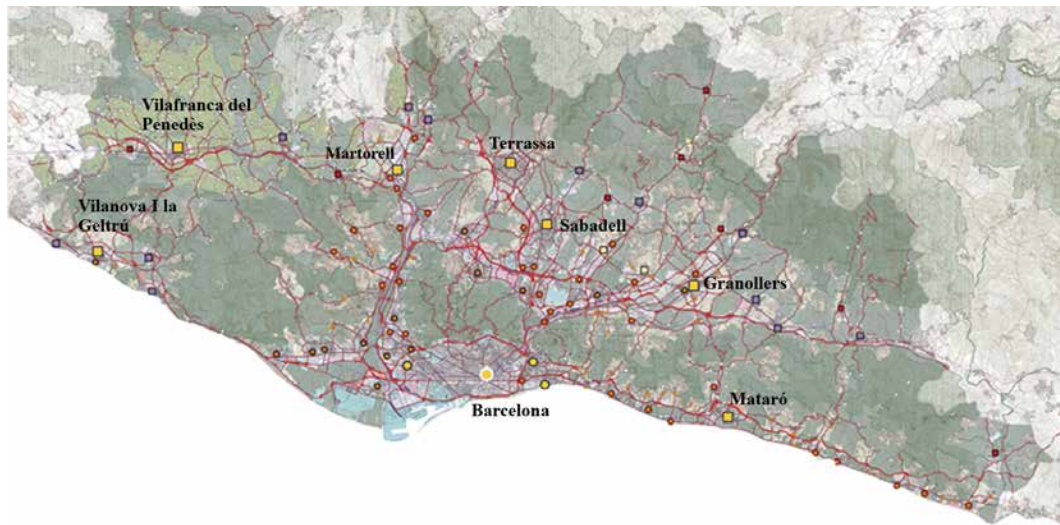 Vilafranca del
Penedès
Martorell
Terrassa
Vilanova I la
Geltrú
Sabadell
Granollers
Barcelona
Mataró